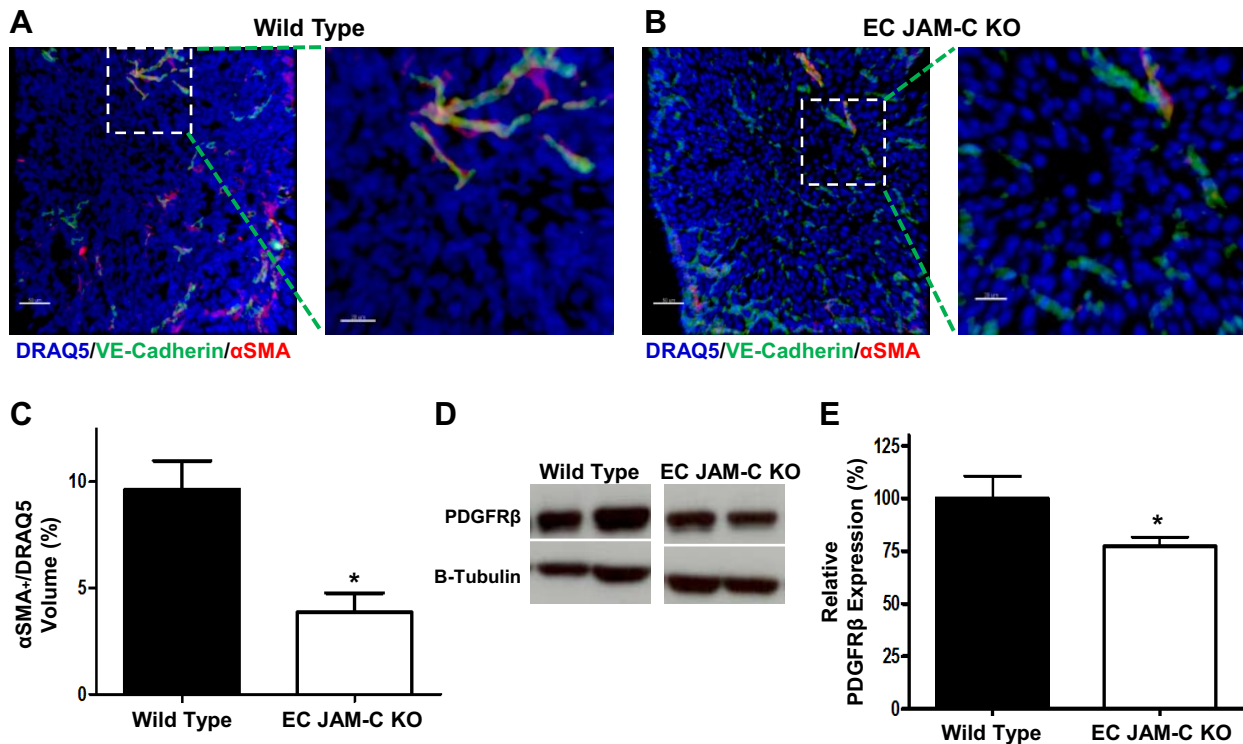 A
Wild Type
B
EC JAM-C KO
DRAQ5/VE-Cadherin/αSMA
DRAQ5/VE-Cadherin/αSMA
C
αSMA+/DRAQ5
Volume (%)
10
5
0
*
Wild Type
EC JAM-C KO
D
Wild Type
EC JAM-C KO
PDGFRβ
B-Tubulin
E
Relative
PDGFRβ Expression (%)
125
100
75
50
25
0
*
Wild Type
EC JAM-C KO